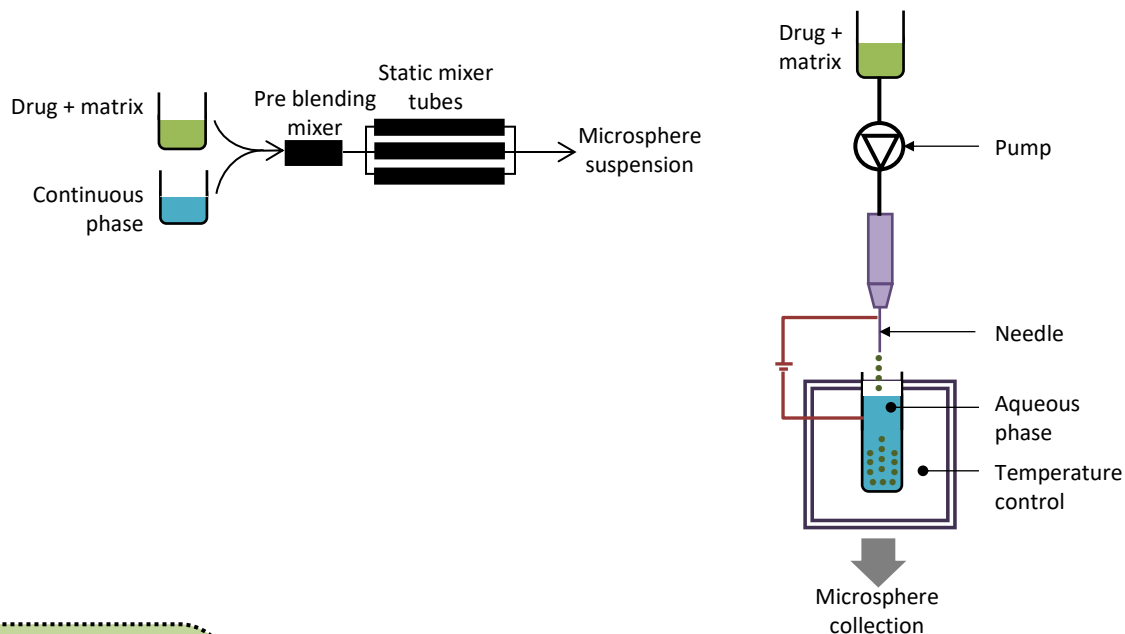 Drug + matrix
Continuous
phase
Pre blending
mixer
Static mixer
tubes
Microsphere
suspension
Drug +
matrix
Pump
Needle
Aqueous
phase
Temperature
control
Microsphere
collection